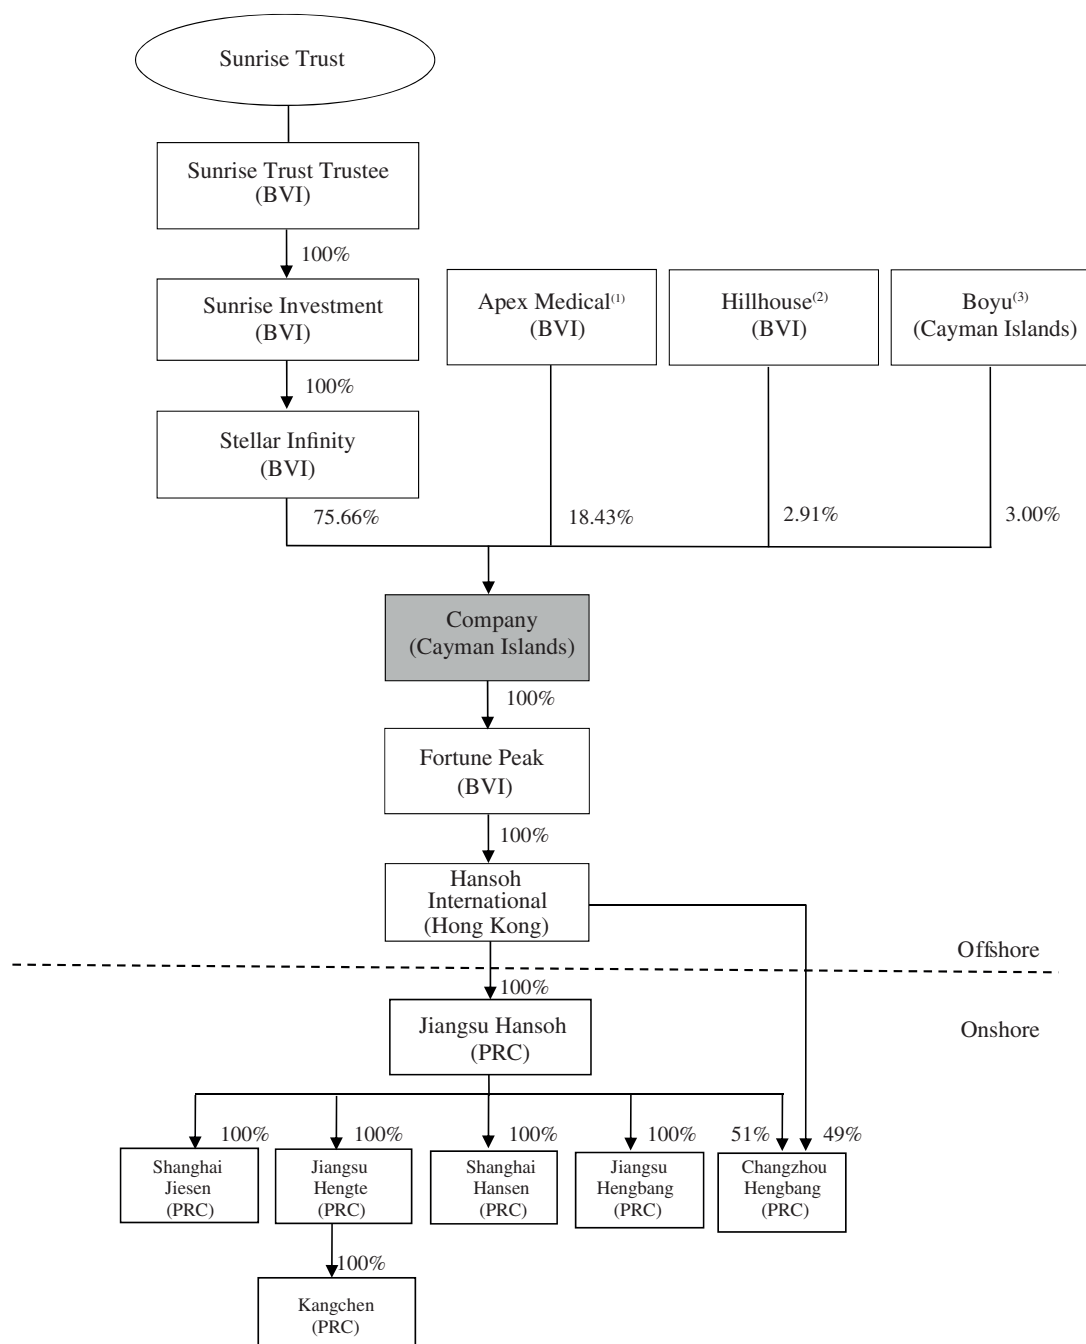 Sunrise Trust
Sunrise Trust Trustee
(BVI)
100%
Sunrise Investment
(BVI)
Apex Medical(1)
(BVI)
Hillhouse(2)
(BVI)
Boyu(3)
(Cayman Islands)
100%
Stellar Infinity
(BVI)
75.66%
18.43%
2.91%
3.00%
Company
(Cayman Islands)
100%
Fortune Peak
(BVI)
100%
Hansoh
International
(Hong Kong)
Offshore
100%
Jiangsu Hansoh
(PRC)
Onshore
100%
100%
100%
100%
51%
49%
Shanghai
Jiesen
(PRC)
Jiangsu
Hengte
(PRC)
Shanghai
Hansen
(PRC)
Jiangsu
Hengbang
(PRC)
Changzhou
Hengbang
(PRC)
100%
Kangchen
(PRC)